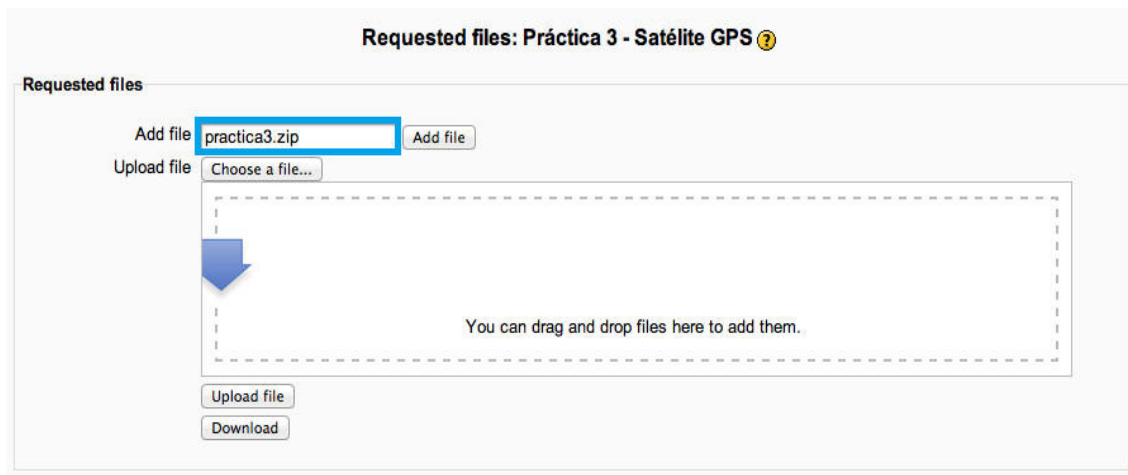 Requested files: Práctica 3 - Satélite GPS ?
Requested files
Add file practica3.zip Add file
Upload file Choose a file...
You can drag and drop files here to add them.
Upload file
Download